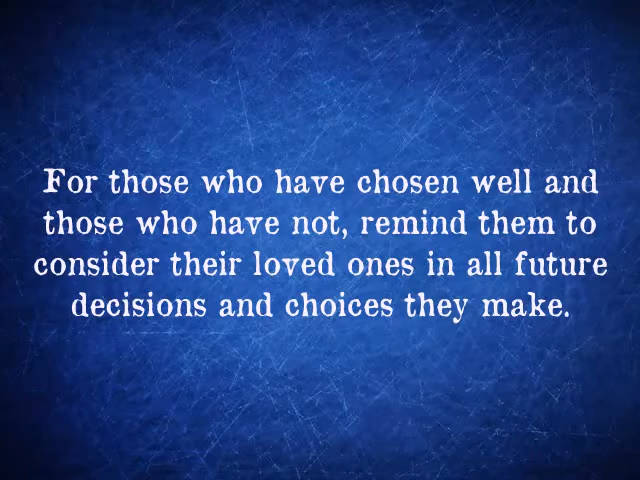 For those who have chosen well and
those who have not, remind them to
consider their loved ones in all future
decisions and choices they make.